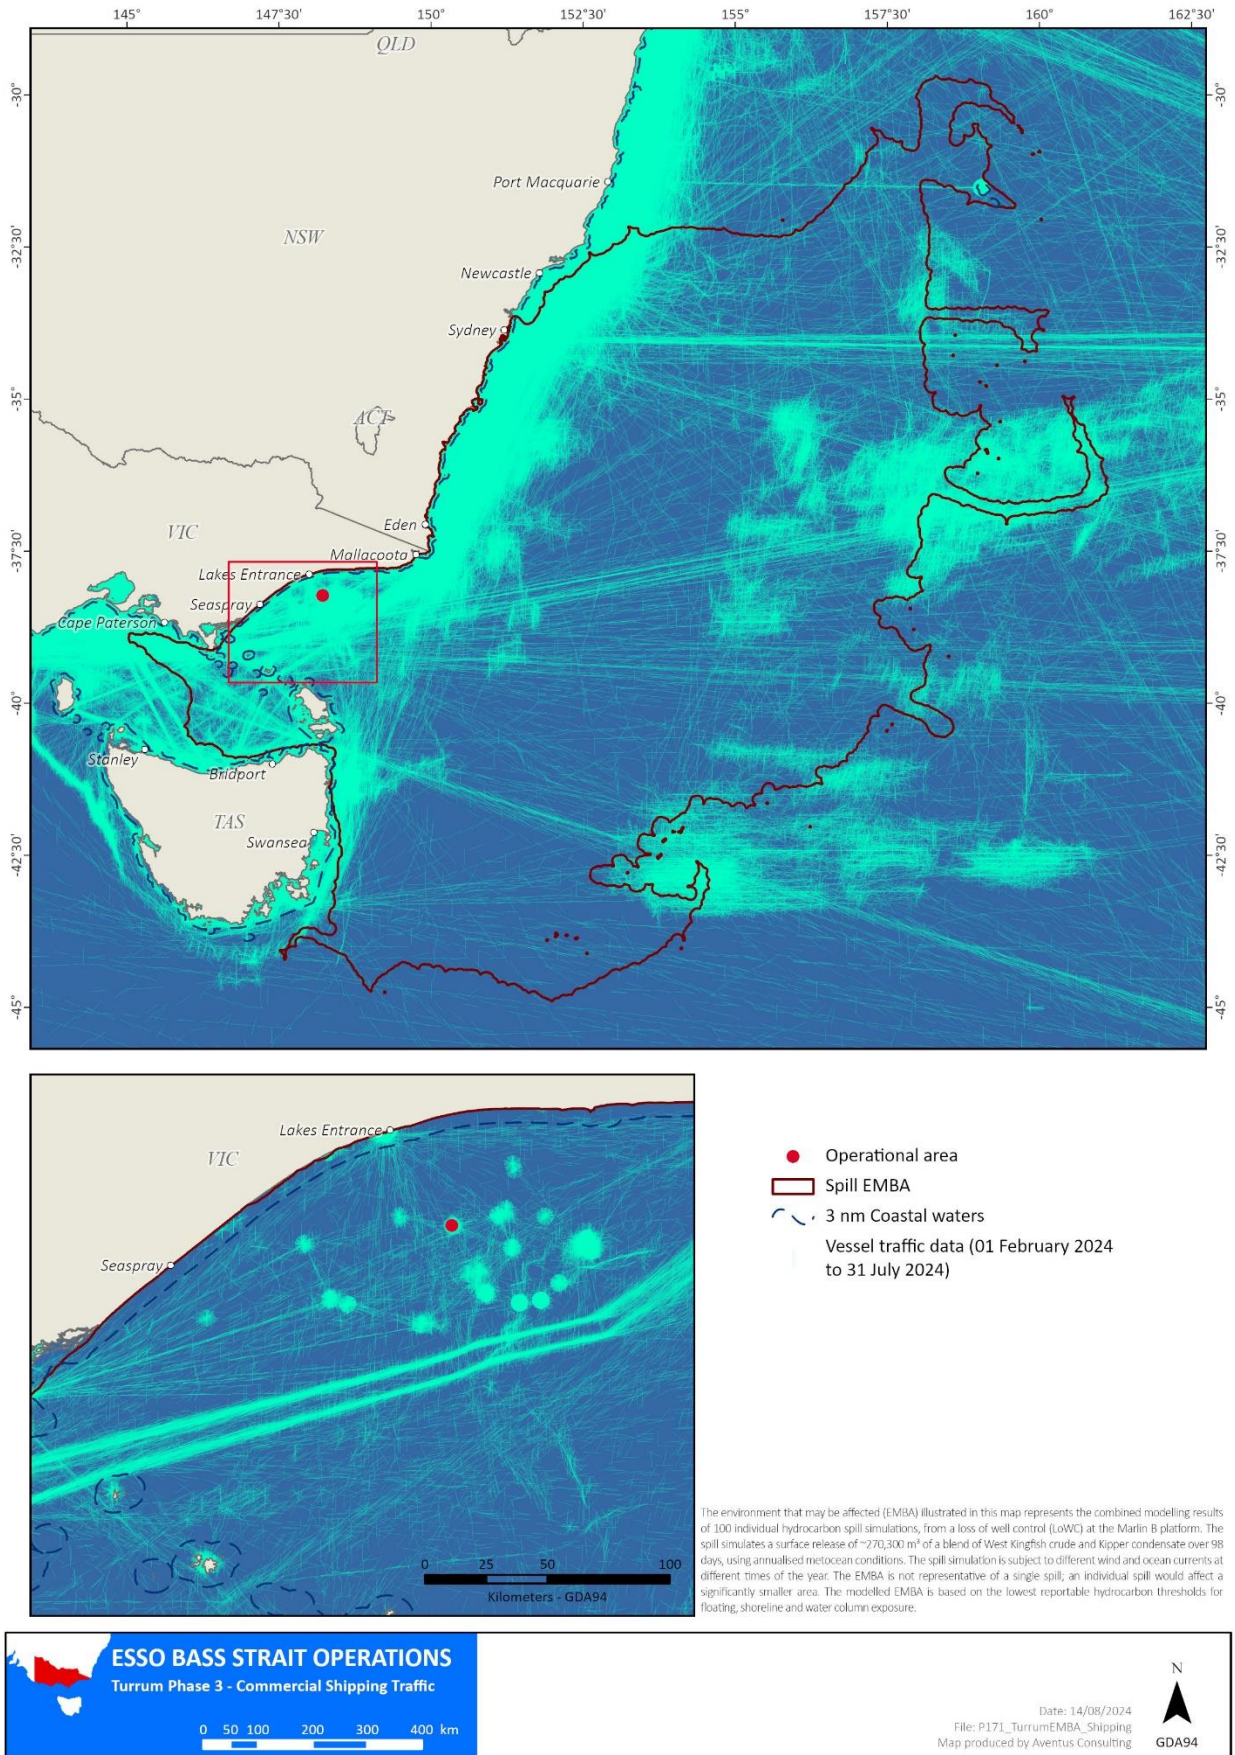 145°
147°30'
150°
152°30'
155°
157°30'
160°
162°30'
QLD
-30°
-30°
Port Macquarie
NSW
-32°30'
-32°30'
Newcastle
Sydney
-35°
-35°
ACT
Eden
VIC
Mallacoota
-37°30'
-37°30'
Lakes Entrance
Seaspray
Cape Paterson
-40°
-40°
Stanley
Bridport
TAS
Swansea
-42°30'
-42°30'
-45°
-45°
Lakes Entrance
VIC
Seaspray
0 25 50 100
Kilometers - GDA94
Operational area
Spill EMBA
3 nm Coastal waters
Vessel traffic data (01 February 2024
to 31 July 2024)
The environment that may be affected (EMBA) illustrated in this map represents the combined modelling results
of 100 individual hydrocarbon spill simulations, from a loss of well control (LoWC) at the Marlin B platform. The
spill simulates a surface release of ~270,300 m³ of a blend of West Kingfish crude and Kipper condensate over 98
days, using annualised metocean conditions. The spill simulation is subject to different wind and ocean currents at
different times of the year. The EMBA is not representative of a single spill; an individual spill would affect a
significantly smaller area. The modelled EMBA is based on the lowest reportable hydrocarbon thresholds for
floating, shoreline and water column exposure.
ESSO BASS STRAIT OPERATIONS
Turrum Phase 3 - Commercial Shipping Traffic
0 50 100 200 300 400 km
N
GDA94
Date: 14/08/2024
File: P171_TurrumEMBA_Shipping
Map produced by Aventus Consulting